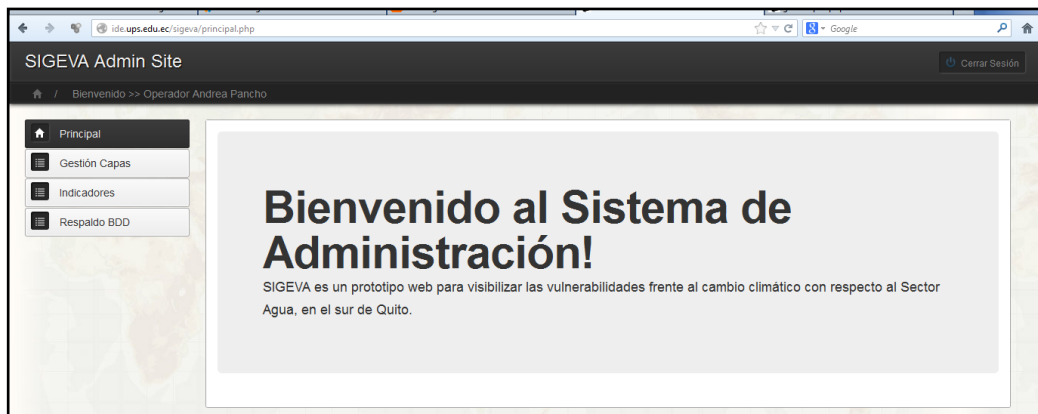 ide.ups.edu.ec/sigeva/principal.php
Google
SIGEVA Admin Site
Cerrar Sesión
/ Bienvenido >> Operador Andrea Pancho
Principal
Gestión Capas
Indicadores
Respaldo BDD
Bienvenido al Sistema de
Administración!
SIGEVA es un prototipo web para visibilizar las vulnerabilidades frente al cambio climático con respecto al Sector
Agua, en el sur de Quito.